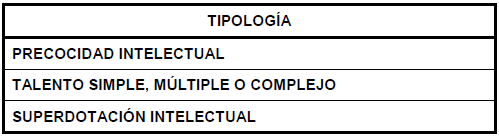 TIPOLOGÍA
PRECOCIDAD INTELECTUAL
TALENTO SIMPLE, MÚLTIPLE O COMPLEJO
SUPERDOTACIÓN INTELECTUAL